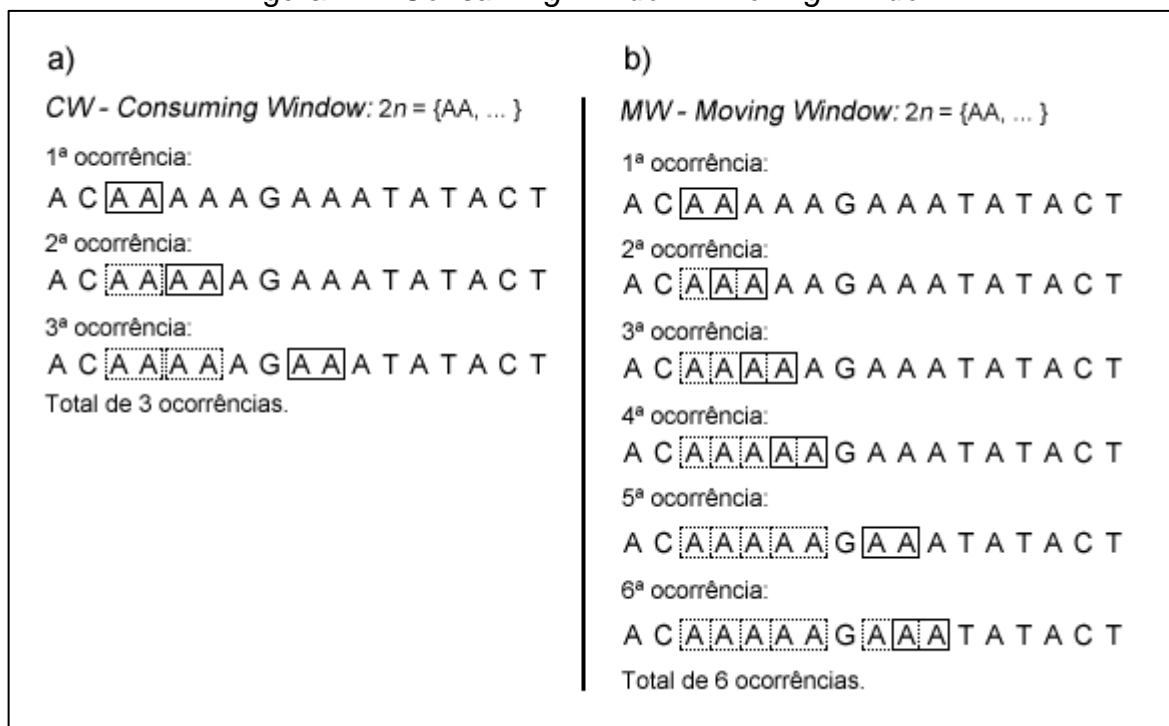 a)
CW - Consuming Window: 2n = {AA, ... }
1ª ocorrência:
A C A A A A A G A A A T A T A C T
2ª ocorrência:
A C A A A A A G A A A T A T A C T
3ª ocorrência:
A C A A A A A G A A A T A T A C T
Total de 3 ocorrências.
b)
MW - Moving Window: 2n = {AA, ... }
1ª ocorrência:
A C A A A A A G A A A T A T A C T
2ª ocorrência:
A C A A A A A G A A A T A T A C T
3ª ocorrência:
A C A A A A A G A A A T A T A C T
4ª ocorrência:
A C A A A A A G A A A T A T A C T
5ª ocorrência:
A C A A A A A G A A A T A T A C T
6ª ocorrência:
A C A A A A A G A A A T A T A C T
Total de 6 ocorrências.